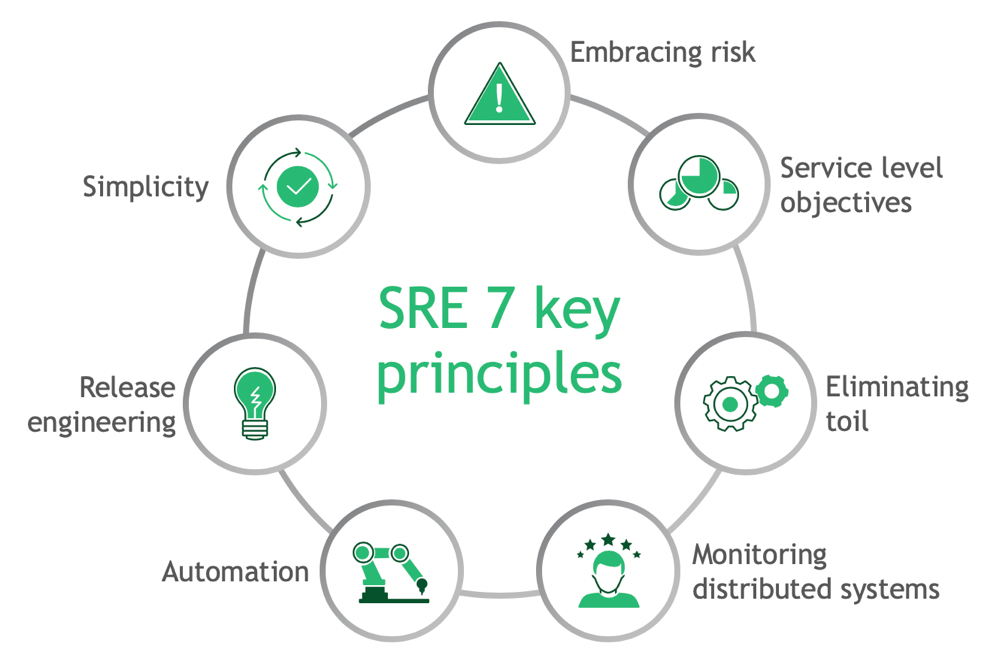 SRE 7 key
principles
Embracing risk
Service level
objectives
Eliminating
toil
Monitoring
distributed systems
Automation
Release
engineering
Simplicity